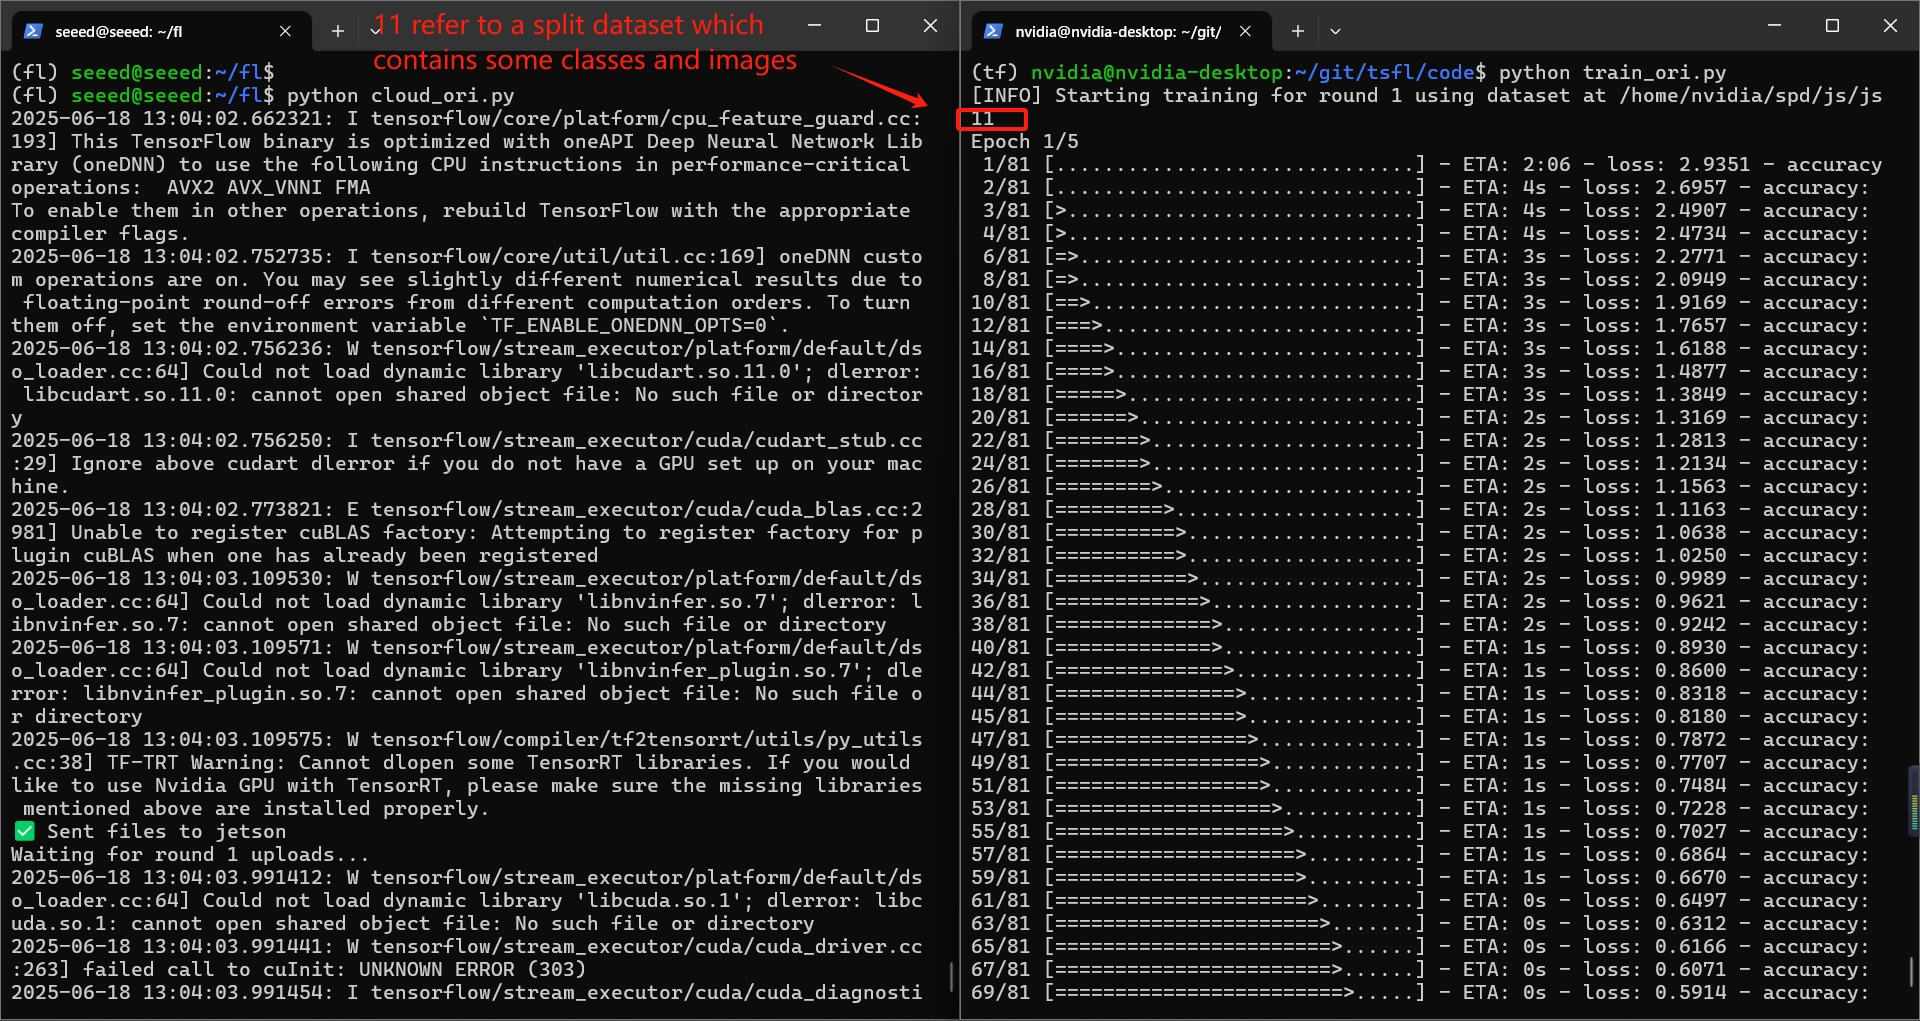 seeed@seeed: ~/fl
11 refer to a split dataset which
contains some classes and images
(fl) seeed@seeed:~/fl$
(fl) seeed@seeed:~/fl$ python cloud_ori.py
2025-06-18 13:04:02.662321: I tensorflow/core/platform/cpu_feature_guard.cc:
193] This TensorFlow binary is optimized with oneAPI Deep Neural Network Lib
rary (oneDNN) to use the following CPU instructions in performance-critical
operations:  AVX2 AVX_VNNI FMA
To enable them in other operations, rebuild TensorFlow with the appropriate
compiler flags.
2025-06-18 13:04:02.752735: I tensorflow/core/util/util.cc:169] oneDNN custo
m operations are on. You may see slightly different numerical results due to
 floating-point round-off errors from different computation orders. To turn
them off, set the environment variable `TF_ENABLE_ONEDNN_OPTS=0`.
2025-06-18 13:04:02.756236: W tensorflow/stream_executor/platform/default/ds
o_loader.cc:64] Could not load dynamic library 'libcudart.so.11.0'; dlerror:
 libcudart.so.11.0: cannot open shared object file: No such file or director
y
2025-06-18 13:04:02.756250: I tensorflow/stream_executor/cuda/cudart_stub.cc
:29] Ignore above cudart dlerror if you do not have a GPU set up on your mac
hine.
2025-06-18 13:04:02.773821: E tensorflow/stream_executor/cuda/cuda_blas.cc:2
981] Unable to register cuBLAS factory: Attempting to register factory for p
lugin cuBLAS when one has already been registered
2025-06-18 13:04:03.109530: W tensorflow/stream_executor/platform/default/ds
o_loader.cc:64] Could not load dynamic library 'libnvinfer.so.7'; dlerror: l
ibnvinfer.so.7: cannot open shared object file: No such file or directory
2025-06-18 13:04:03.109571: W tensorflow/stream_executor/platform/default/ds
o_loader.cc:64] Could not load dynamic library 'libnvinfer_plugin.so.7'; dle
rror: libnvinfer_plugin.so.7: cannot open shared object file: No such file o
r directory
2025-06-18 13:04:03.109575: W tensorflow/compiler/tf2tensorrt/utils/py_utils
.cc:38] TF-TRT Warning: Cannot dlopen some TensorRT libraries. If you would
like to use Nvidia GPU with TensorRT, please make sure the missing libraries
 mentioned above are installed properly.
✅ Sent files to jetson
Waiting for round 1 uploads...
2025-06-18 13:04:03.991412: W tensorflow/stream_executor/platform/default/ds
o_loader.cc:64] Could not load dynamic library 'libcuda.so.1'; dlerror: libc
uda.so.1: cannot open shared object file: No such file or directory
2025-06-18 13:04:03.991441: W tensorflow/stream_executor/cuda/cuda_driver.cc
:263] failed call to cuInit: UNKNOWN ERROR (303)
2025-06-18 13:04:03.991454: I tensorflow/stream_executor/cuda/cuda_diagnosti
nvidia@nvidia-desktop: ~/git/
(tf) nvidia@nvidia-desktop:~/git/tsfl/code$ python train_ori.py
[INFO] Starting training for round 1 using dataset at /home/nvidia/spd/js/js
11
Epoch 1/5
 1/81 [..............................] - ETA: 2:06 - loss: 2.9351 - accuracy
 2/81 [..............................] - ETA: 4s - loss: 2.6957 - accuracy:
 3/81 [>.............................] - ETA: 4s - loss: 2.4907 - accuracy:
 4/81 [>.............................] - ETA: 4s - loss: 2.4734 - accuracy:
 6/81 [=>............................] - ETA: 3s - loss: 2.2771 - accuracy:
 8/81 [=>............................] - ETA: 3s - loss: 2.0949 - accuracy:
10/81 [==>...........................] - ETA: 3s - loss: 1.9169 - accuracy:
12/81 [===>..........................] - ETA: 3s - loss: 1.7657 - accuracy:
14/81 [====>.........................] - ETA: 3s - loss: 1.6188 - accuracy:
16/81 [====>.........................] - ETA: 3s - loss: 1.4877 - accuracy:
18/81 [=====>........................] - ETA: 3s - loss: 1.3849 - accuracy:
20/81 [======>.......................] - ETA: 2s - loss: 1.3169 - accuracy:
22/81 [=======>......................] - ETA: 2s - loss: 1.2813 - accuracy:
24/81 [=======>......................] - ETA: 2s - loss: 1.2134 - accuracy:
26/81 [========>.....................] - ETA: 2s - loss: 1.1563 - accuracy:
28/81 [=========>....................] - ETA: 2s - loss: 1.1163 - accuracy:
30/81 [==========>...................] - ETA: 2s - loss: 1.0638 - accuracy:
32/81 [==========>...................] - ETA: 2s - loss: 1.0250 - accuracy:
34/81 [===========>..................] - ETA: 2s - loss: 0.9989 - accuracy:
36/81 [============>.................] - ETA: 2s - loss: 0.9621 - accuracy:
38/81 [=============>................] - ETA: 2s - loss: 0.9242 - accuracy:
40/81 [=============>................] - ETA: 1s - loss: 0.8930 - accuracy:
42/81 [==============>...............] - ETA: 1s - loss: 0.8600 - accuracy:
44/81 [===============>..............] - ETA: 1s - loss: 0.8318 - accuracy:
45/81 [===============>..............] - ETA: 1s - loss: 0.8180 - accuracy:
47/81 [================>.............] - ETA: 1s - loss: 0.7872 - accuracy:
49/81 [=================>............] - ETA: 1s - loss: 0.7707 - accuracy:
51/81 [=================>............] - ETA: 1s - loss: 0.7484 - accuracy:
53/81 [==================>...........] - ETA: 1s - loss: 0.7228 - accuracy:
55/81 [===================>..........] - ETA: 1s - loss: 0.7027 - accuracy:
57/81 [====================>.........] - ETA: 1s - loss: 0.6864 - accuracy:
59/81 [====================>.........] - ETA: 1s - loss: 0.6670 - accuracy:
61/81 [=====================>........] - ETA: 0s - loss: 0.6497 - accuracy:
63/81 [======================>.......] - ETA: 0s - loss: 0.6312 - accuracy:
65/81 [=======================>......] - ETA: 0s - loss: 0.6166 - accuracy:
67/81 [=======================>......] - ETA: 0s - loss: 0.6071 - accuracy:
69/81 [========================>.....] - ETA: 0s - loss: 0.5914 - accuracy: